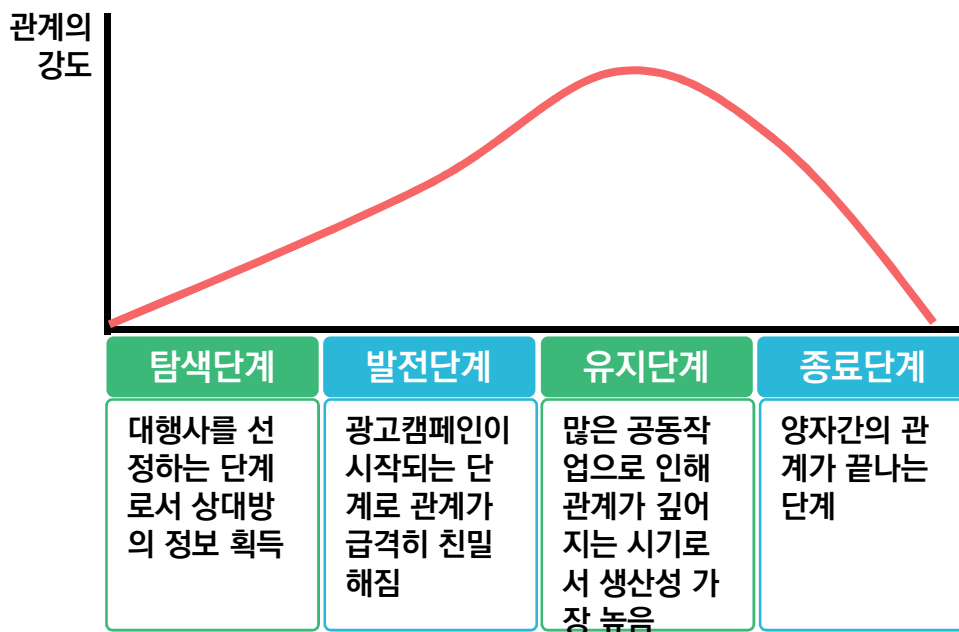 관계의
강도
탐색단계
발전단계
유지단계
종료단계
대행사를 선
정하는 단계
로서 상대방
의 정보 획득
광고캠페인이
시작되는 단
계로 관계가
급격히 친밀
해짐
많은 공동작
업으로 인해
관계가 깊어
지는 시기로
서 생산성 가
장 높음
양자간의 관
계가 끝나는
단계